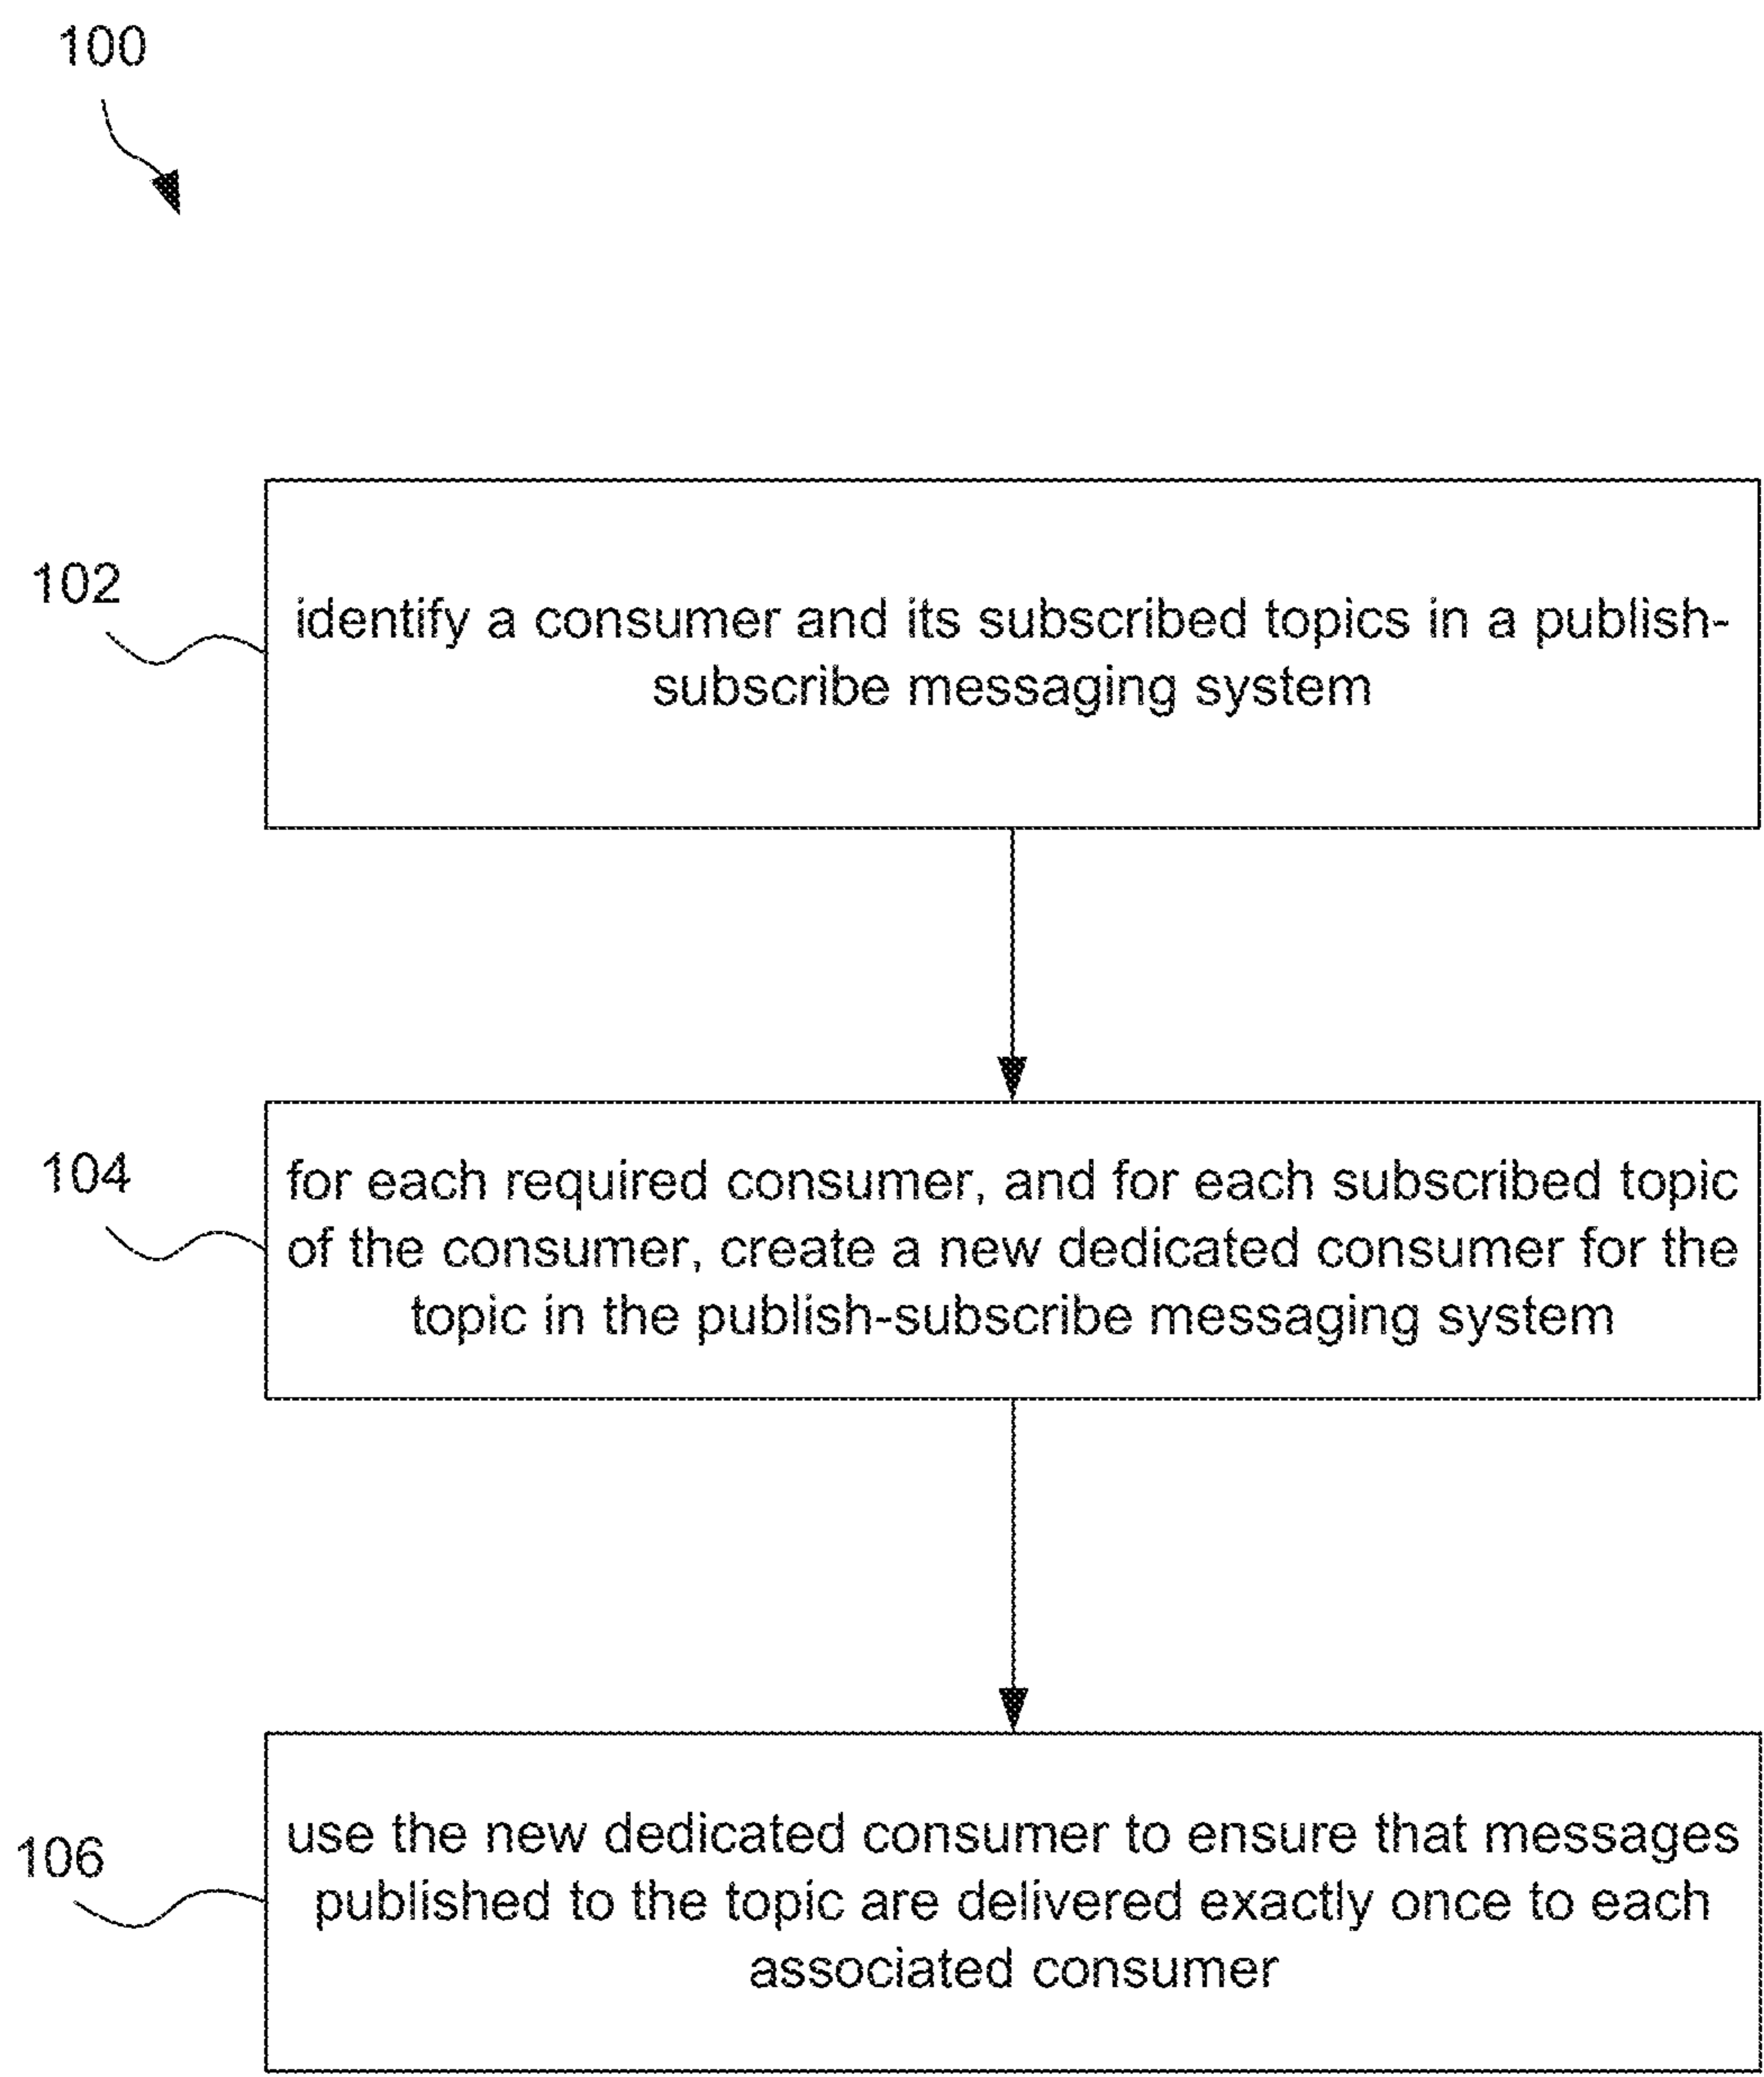 100
102
identify a consumer and its subscribed topics in a publish-
subscribe messaging system
104
for each required consumer, and for each subscribed topic
of the consumer, create a new dedicated consumer for the
topic in the publish-subscribe messaging system
106
use the new dedicated consumer to ensure that messages
published to the topic are delivered exactly once to each
associated consumer